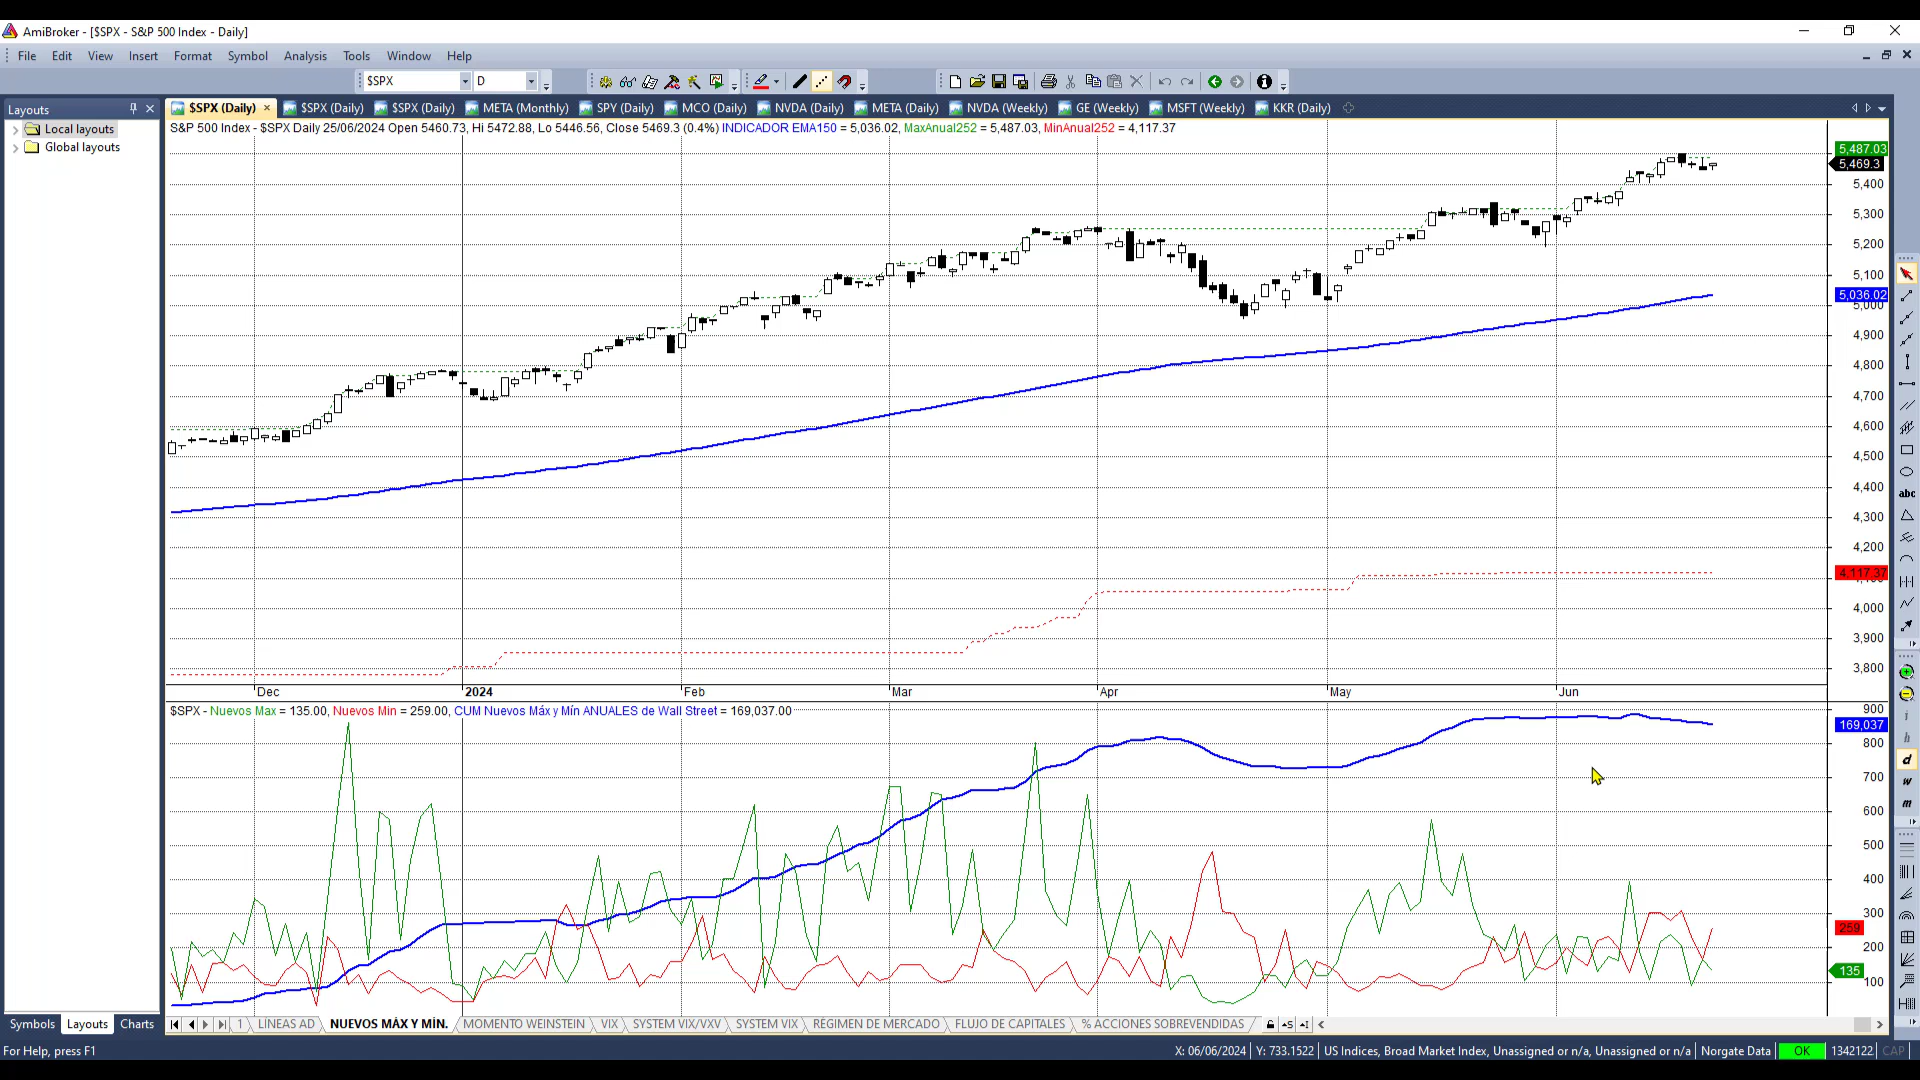 AmiBroker - [$SPX - S&P 500 Index - Daily]
File Edit View Insert Format Symbol Analysis Tools Window Help
$SPX D
Layouts
$SPX (Daily) $SPX (Daily) $SPX (Daily) META (Monthly) SPY (Daily) MCO (Daily) NVDA (Daily) META (Daily) NVDA (Weekly) GE (Weekly) MSFT (Weekly) KKR (Daily)
Local layouts
Global layouts
S&P 500 Index - $SPX Daily 25/06/2024 Open 5460.73, Hi 5472.88, Lo 5446.56, Close 5469.3 (0.4%) INDICADOR EMA150 = 5,036.02, MaxAnual252 = 5,487.03, MinAnual252 = 4,117.37
5,487.03
5,469.3
5,400
5,300
5,200
5,100
5,036.02
5,000
4,900
4,800
4,700
4,600
4,500
4,400
4,300
4,200
4,117.37
4,000
3,900
3,800
Dec 2024 Feb Mar Apr May Jun
$SPX - Nuevos Max = 135.00, Nuevos Min = 259.00, CUM Nuevos Máx y Mín ANUALES de Wall Street = 169,037.00
900
169,037
800
700
600
500
400
300
259
200
135
100
abc
i
h
d
w
m
Symbols Layouts Charts
1 LINEAS AD NUEVOS MÁX Y MÍN. MOMENTO WEINSTEIN VIX SYSTEM VIX/VXV SYSTEM VIX RÉGIMEN DE MERCADO FLUJO DE CAPITALES % ACCIONES SOBREVENDIDAS
For Help, press F1
X: 06/06/2024 Y: 733.1522 US Indices, Broad Market Index, Unassigned or n/a, Unassigned or n/a Norgate Data OK 1342122 CAP